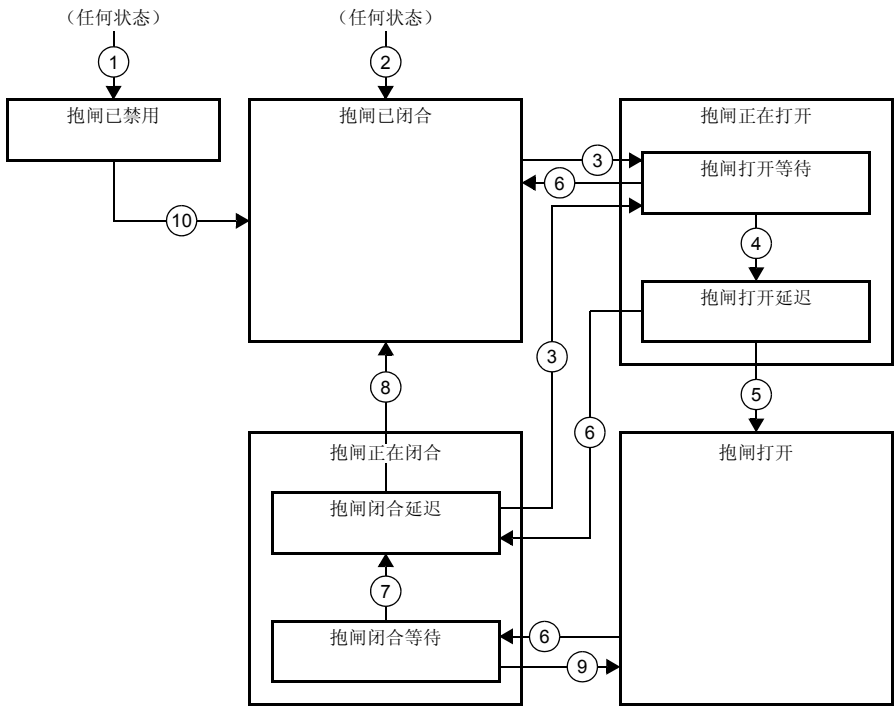 （任何状态）
（任何状态）
1
2
抱闸已禁用
抱闸已闭合
抱闸正在打开
3
抱闸打开等待
6
10
4
抱闸打开延迟
3
8
5
6
抱闸正在闭合
抱闸打开
抱闸闭合延迟
7
抱闸闭合等待
6
9